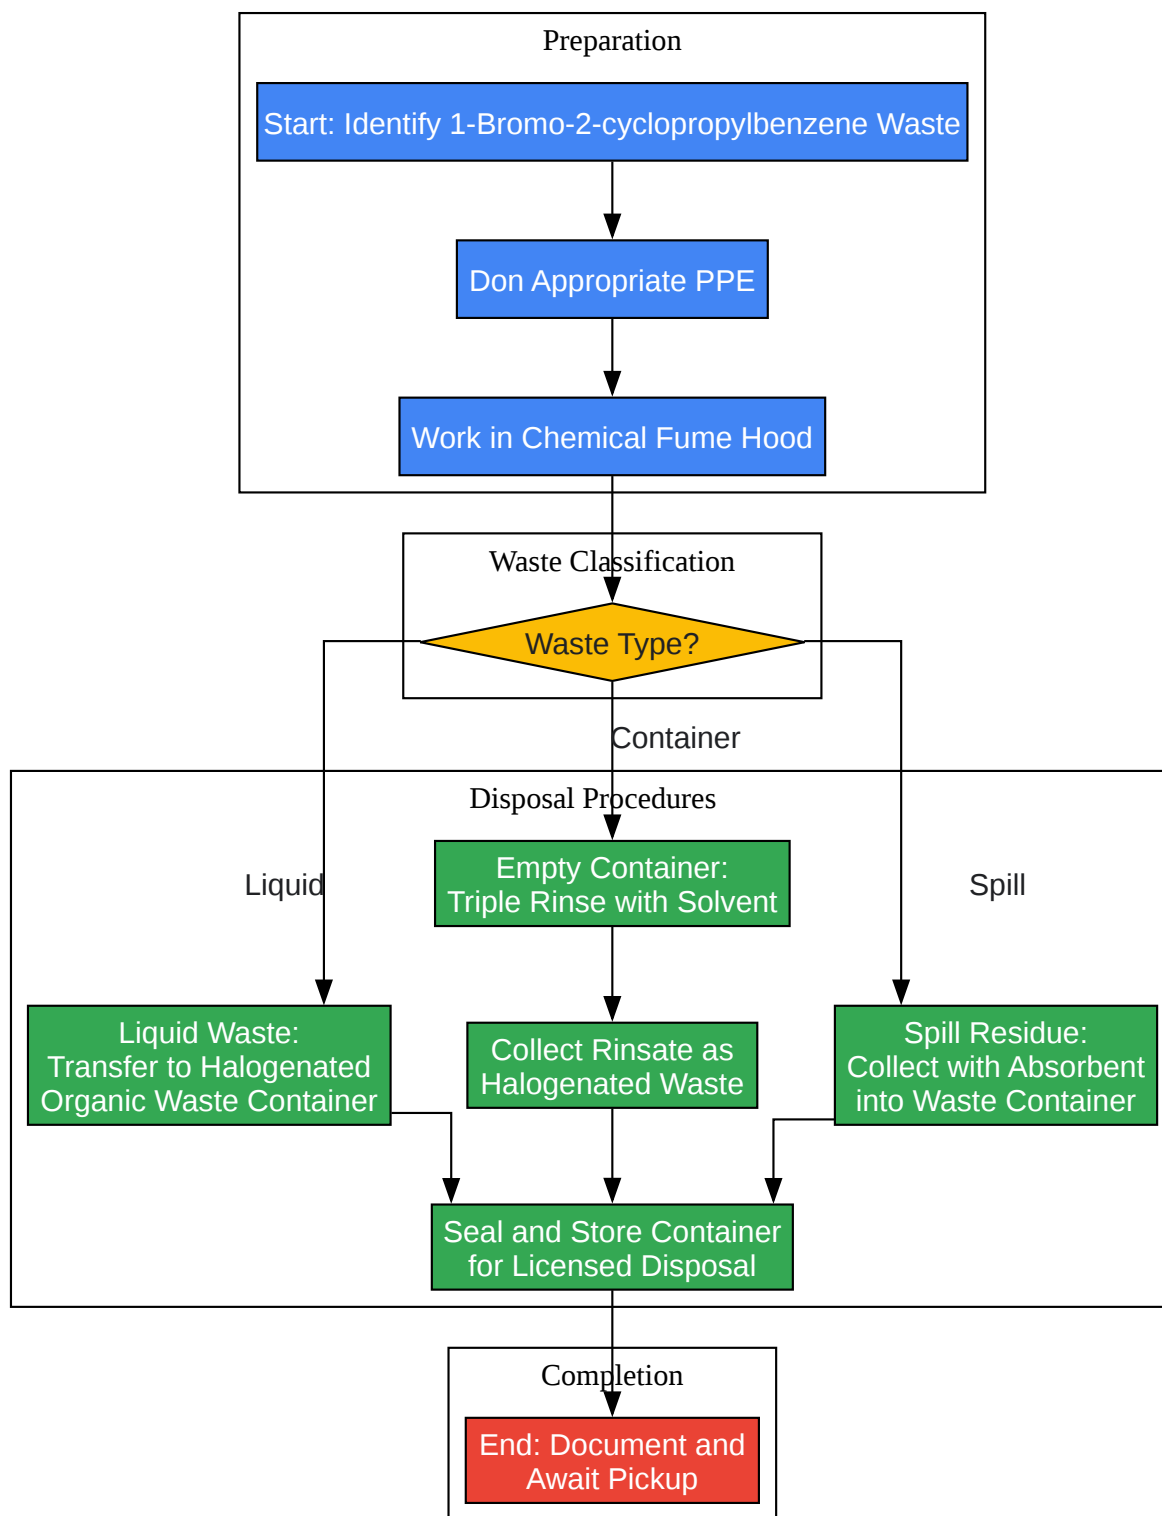 Preparation
Start: Identify 1-Bromo-2-cyclopropylbenzene Waste
Don Appropriate PPE
Work in Chemical Fume Hood
Waste Classification
Waste Type?
Container
Disposal Procedures
Empty Container:
Triple Rinse with Solvent
Liquid
Spill
Liquid Waste:
Transfer to Halogenated
Organic Waste Container
Collect Rinsate as
Halogenated Waste
Spill Residue:
Collect with Absorbent
into Waste Container
Seal and Store Container
for Licensed Disposal
Completion
End: Document and
Await Pickup